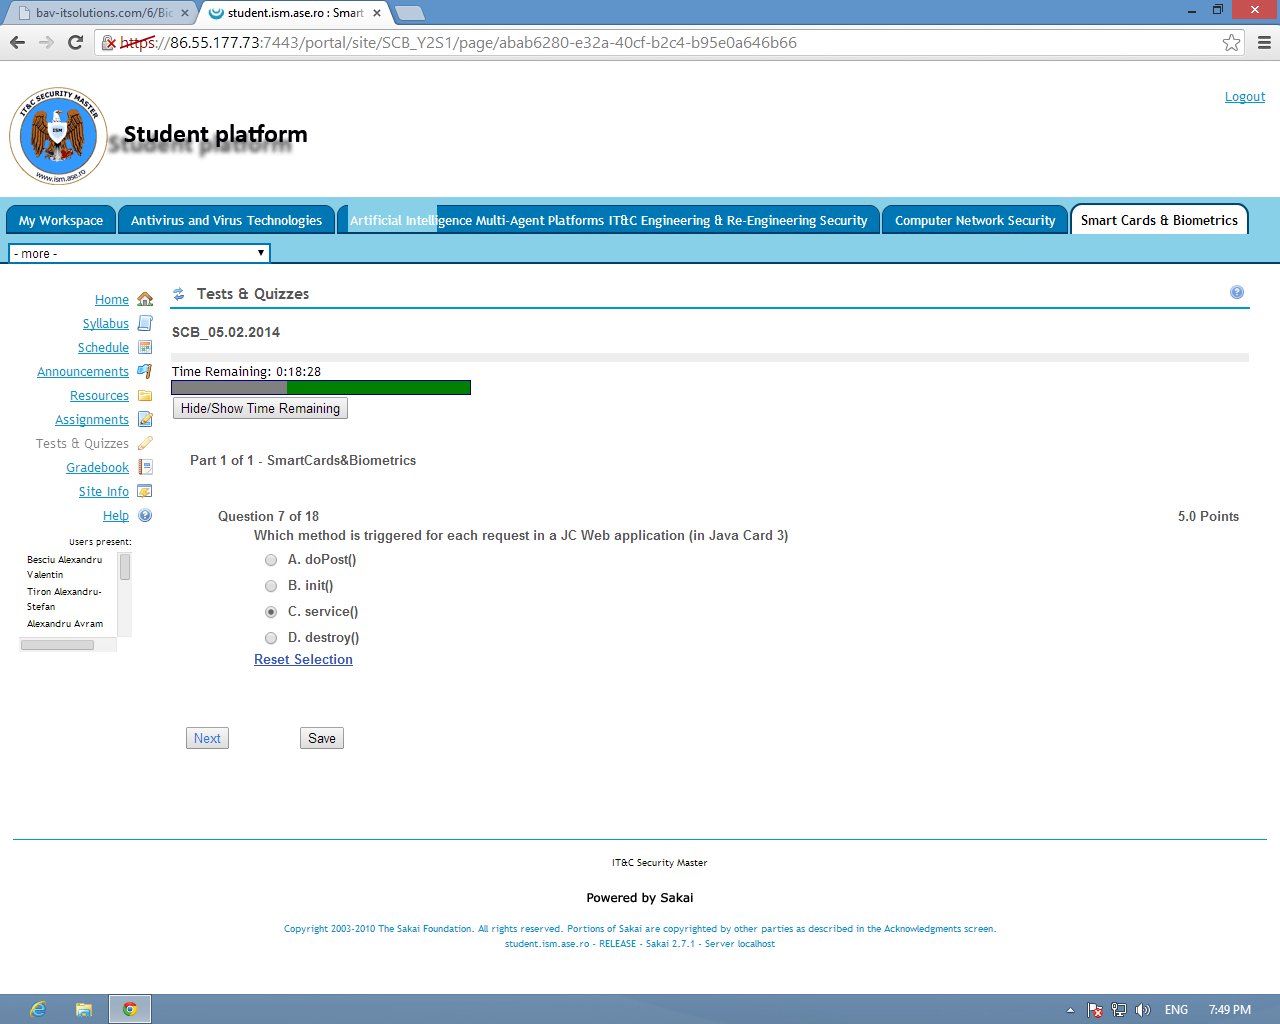 bav-itsolutions.com/6/Bio
student.ism.ase.ro : Smart
https://86.55.177.73:7443/portal/site/SCB_Y2S1/page/abab6280-e32a-40cf-b2c4-b95e0a646b66
Logout
IT&C SECURITY MASTER
ISM
www.ism.ase.ro
Student platform
My Workspace
Antivirus and Virus Technologies
Artificial Intelligence Multi-Agent Platforms IT&C Engineering & Re-Engineering Security
Computer Network Security
Smart Cards & Biometrics
- more -
Home
Syllabus
Schedule
Announcements
Resources
Assignments
Tests & Quizzes
Gradebook
Site Info
Help
Users present:
Besciu Alexandru
Valentin
Tiron Alexandru-
Stefan
Alexandru Avram
Tests & Quizzes
SCB_05.02.2014
Time Remaining: 0:18:28
Hide/Show Time Remaining
Part 1 of 1 - SmartCards&Biometrics
Question 7 of 18
5.0 Points
Which method is triggered for each request in a JC Web application (in Java Card 3)
A. doPost()
B. init()
C. service()
D. destroy()
Reset Selection
Next
Save
IT&C Security Master
Powered by Sakai
Copyright 2003-2010 The Sakai Foundation. All rights reserved. Portions of Sakai are copyrighted by other parties as described in the Acknowledgments screen.
student.ism.ase.ro - RELEASE - Sakai 2.7.1 - Server localhost
ENG
7:49 PM